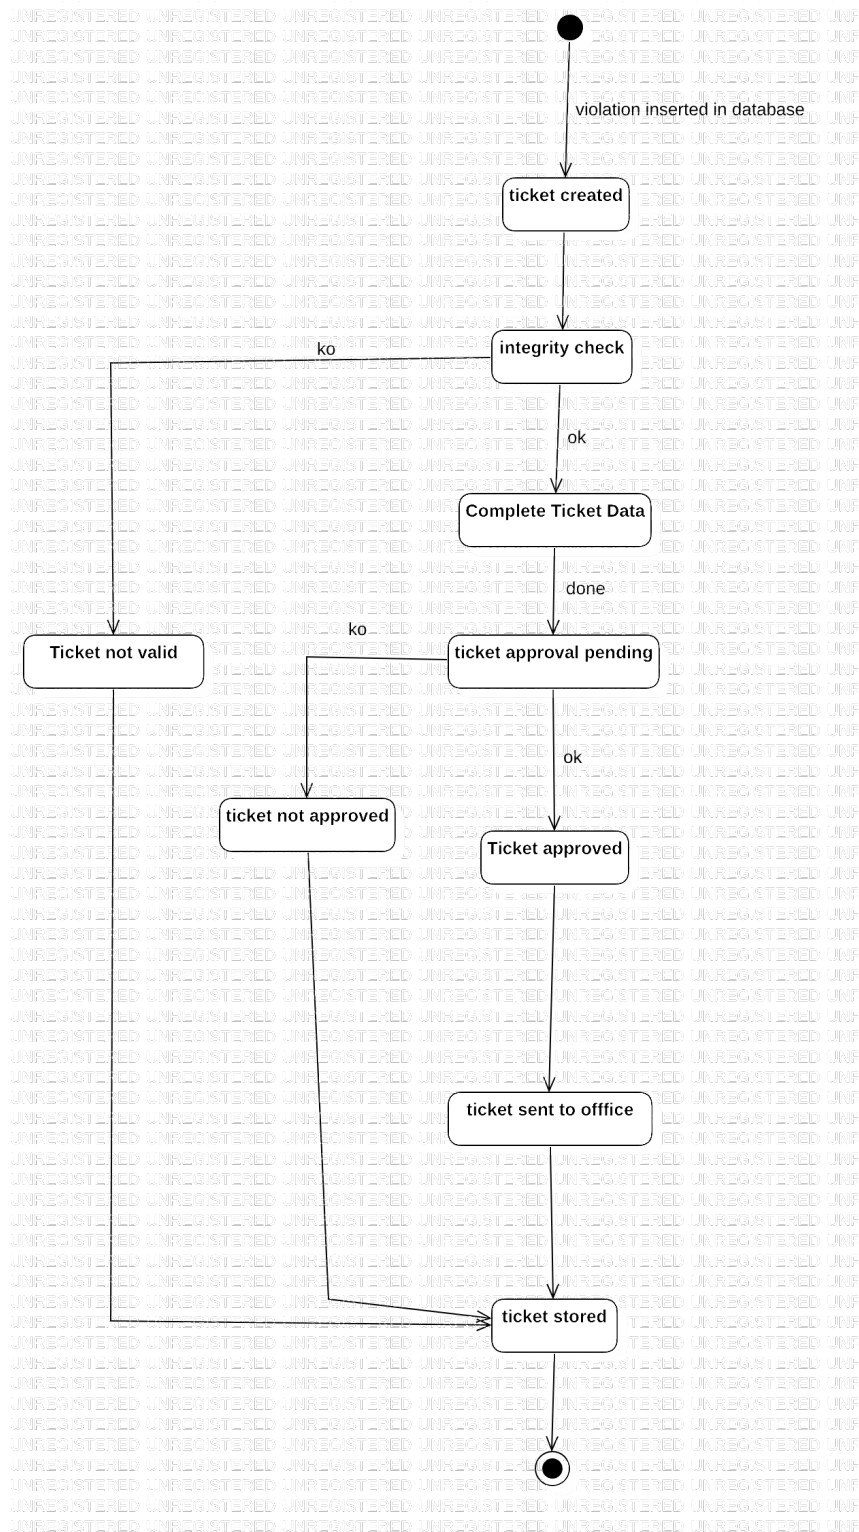 violation inserted in database
ticket created
integrity check
ko
ok
Complete Ticket Data
done
ko
Ticket not valid
ticket approval pending
ok
ticket not approved
Ticket approved
ticket sent to offfice
ticket stored
UNREGISTERED